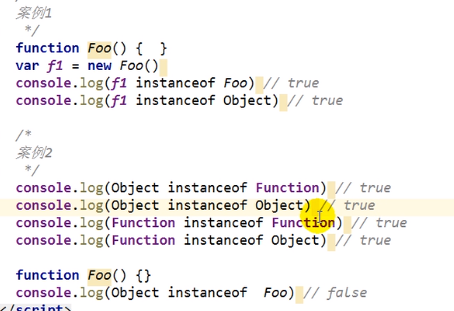 案例1
*/
function Foo() {  }
var f1 = new Foo()
console.log(f1 instanceof Foo) // true
console.log(f1 instanceof Object) // true
/*
案例2
*/
console.log(Object instanceof Function) // true
console.log(Object instanceof Object) // true
console.log(Function instanceof Function) // true
console.log(Function instanceof Object) // true
function Foo() {}
console.log(Object instanceof  Foo) // false
</script>